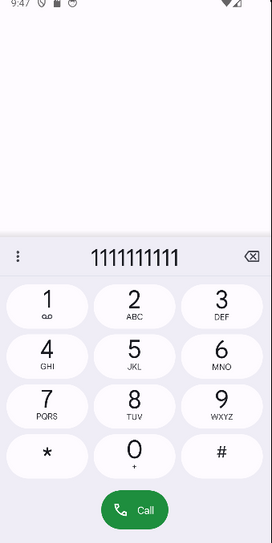 9:47
1111111111
1 2 3
ABC DEF
4 5 6
GHI JKL MNO
7 8 9
PQRS TUV WXYZ
* 0 #
+
Call